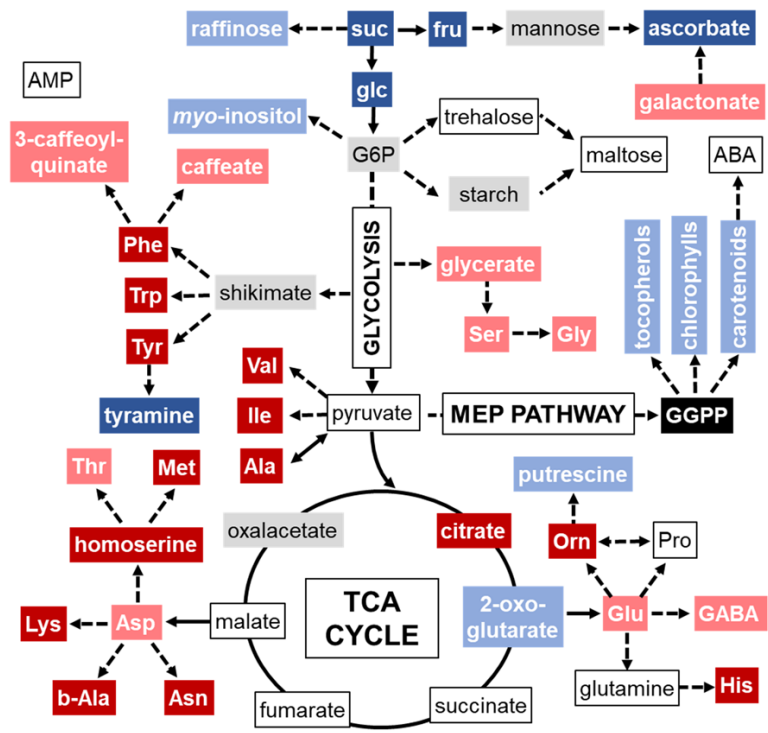 raffinose
suc
fru
mannose
ascorbate
AMP
glc
galactonate
myo-inositol
trehalose
3-caffeoyl-
quinate
caffeate
G6P
maltose
ABA
starch
Phe
GLYCOLYSIS
glycerate
tocopherols
chlorophylls
carotenoids
Trp
shikimate
Tyr
Ser
Gly
Val
tyramine
Ile
pyruvate
MEP PATHWAY
GGPP
Thr
Met
Ala
putrescine
oxalacetate
citrate
homoserine
Orn
Pro
TCA
CYCLE
2-oxo-
glutarate
Lys
Asp
malate
Glu
GABA
b-Ala
Asn
fumarate
succinate
glutamine
His